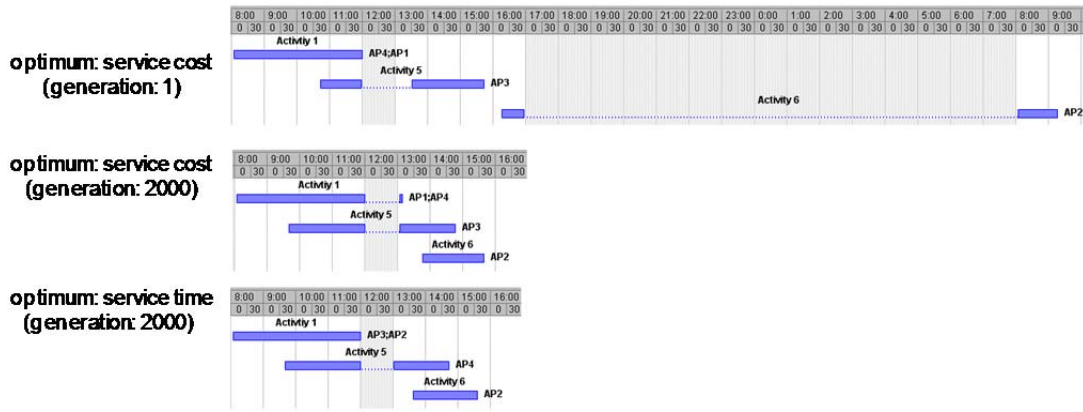 8:00 9:00 10:00 11:00 12:00 13:00 14:00 15:00 16:00 17:00 18:00 19:00 20:00 21:00 22:00 23:00 0:00 1:00 2:00 3:00 4:00 5:00 6:00 7:00 8:00 9:00
0 30 0 30 0 30 0 30 0 30 0 30 0 30 0 30 0 30 0 30 0 30 0 30 0 30 0 30 0 30 0 30 0 30 0 30 0 30 0 30 0 30 0 30 0 30 0 30 0 30 0 30
optimum: service cost
(generation: 1)
Activtiy 1
AP4;AP1
Activity 5
AP3
Activity 6
AP2
optimum: service cost
(generation: 2000)
8:00 9:00 10:00 11:00 12:00 13:00 14:00 15:00 16:00
0 30 0 30 0 30 0 30 0 30 0 30 0 30 0 30 0 30
Activtiy 1
AP1;AP4
Activity 5
AP3
Activity 6
AP2
optimum: service time
(generation: 2000)
8:00 9:00 10:00 11:00 12:00 13:00 14:00 15:00 16:00
0 30 0 30 0 30 0 30 0 30 0 30 0 30 0 30 0 30
Activtiy 1
AP3;AP2
Activity 5
AP4
Activity 6
AP2